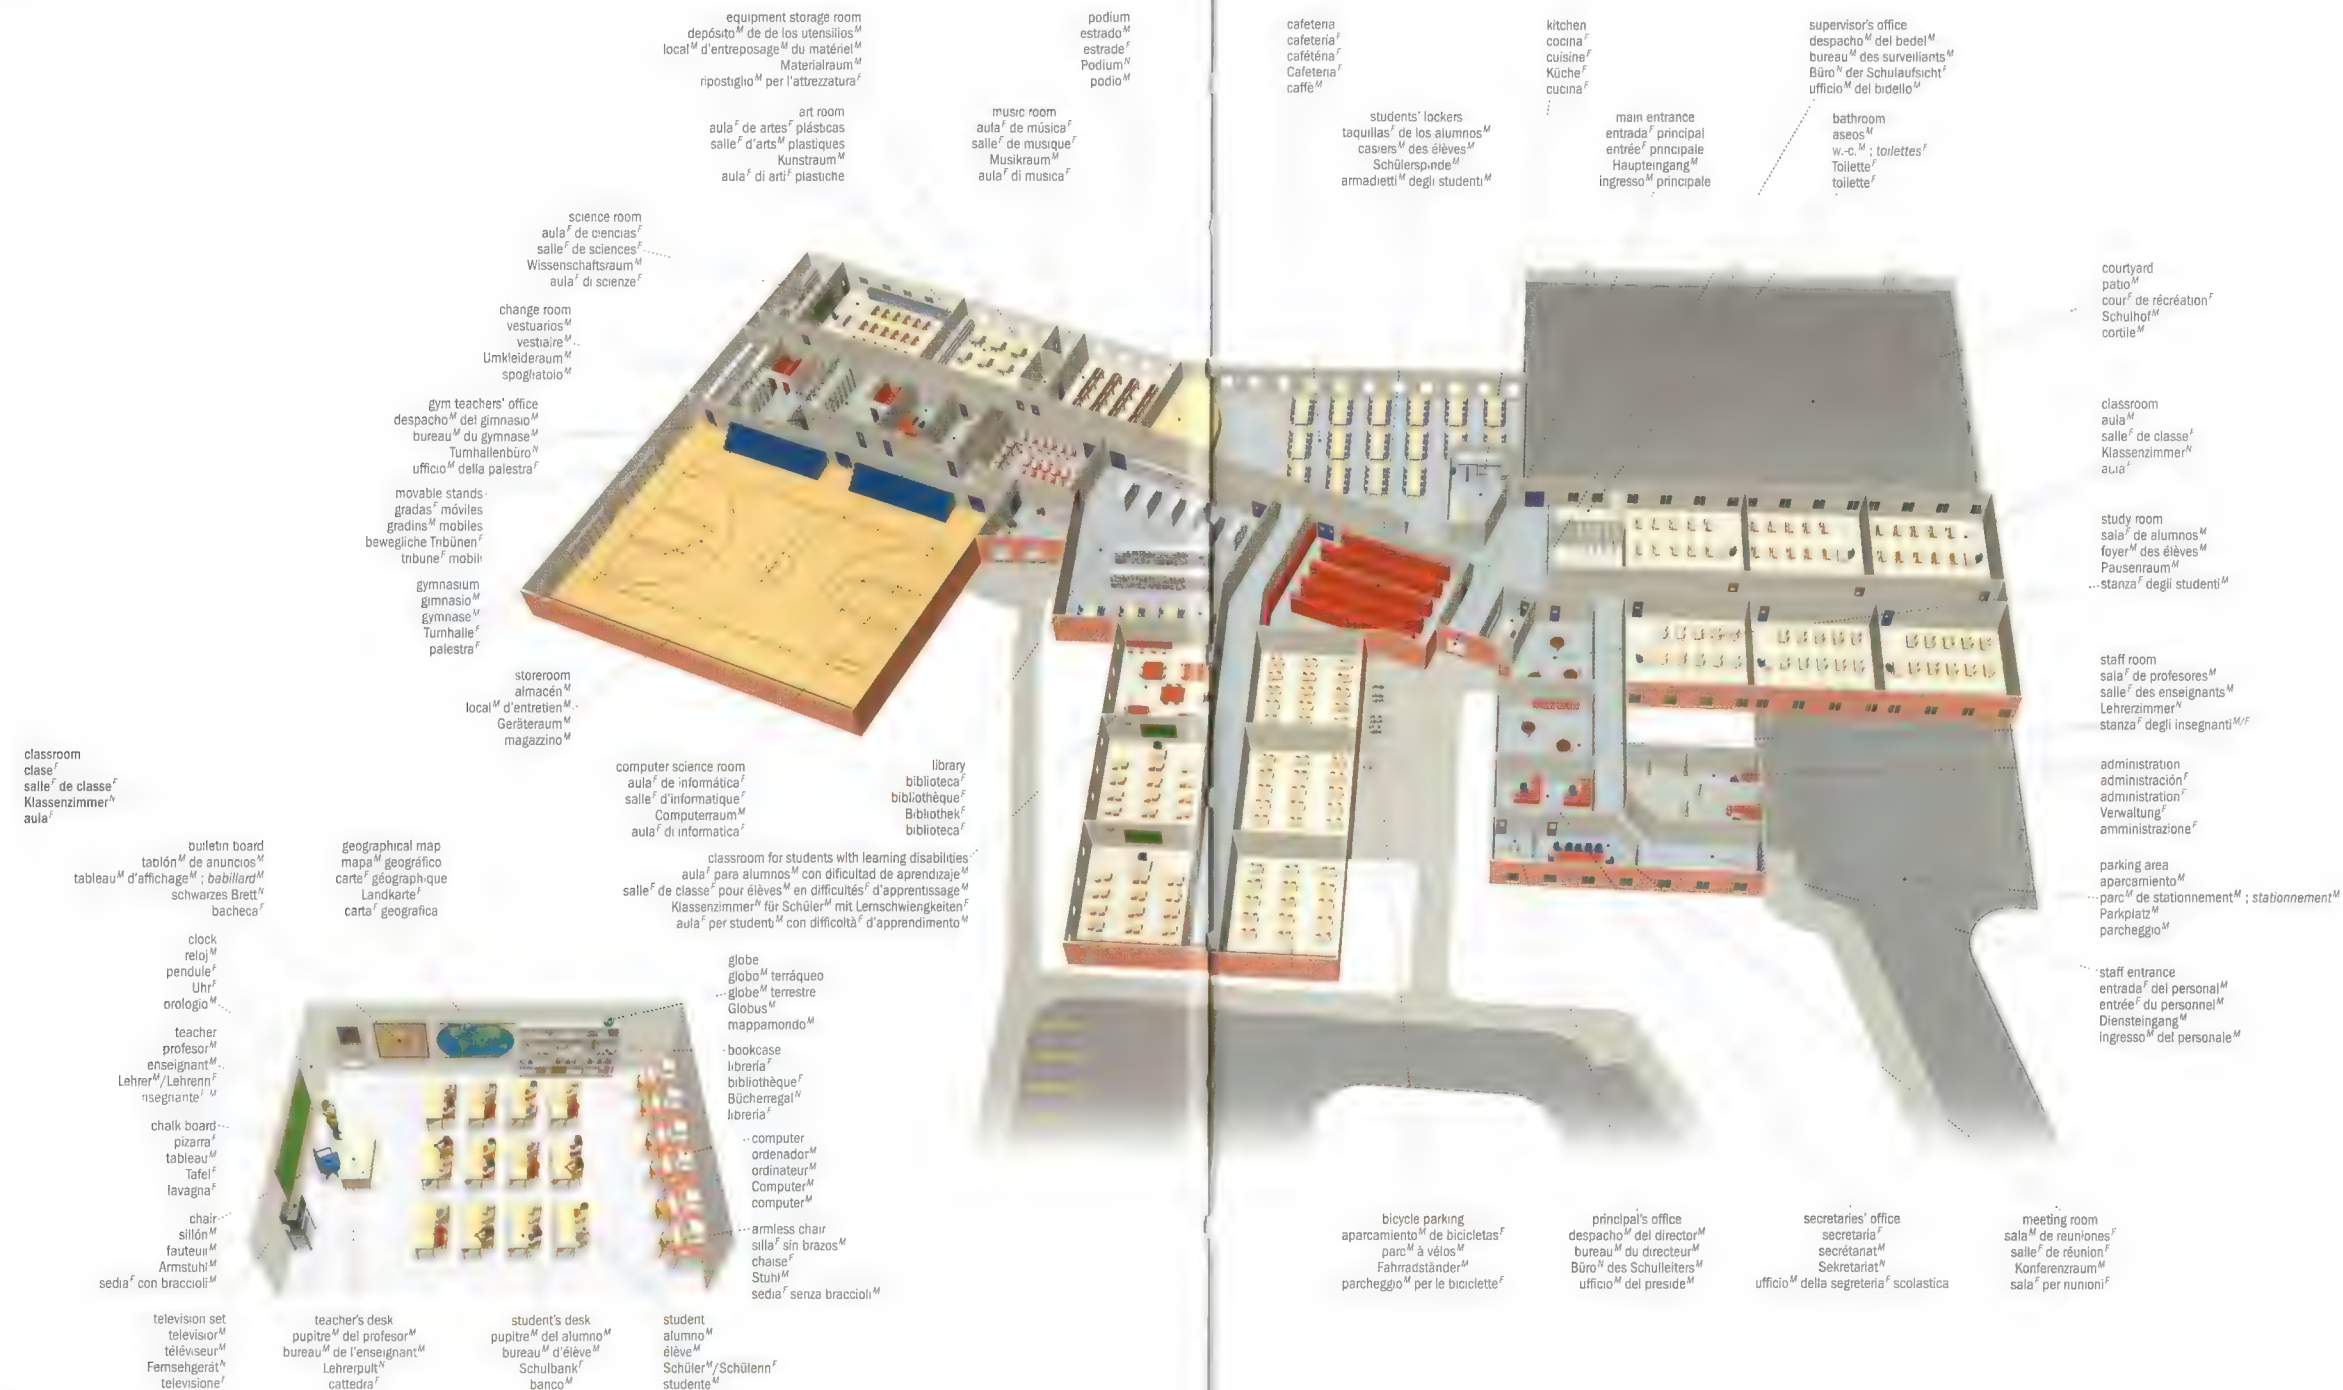 equipment storage room
depósitoᴹ de de los utensiliosᴹ
localᴹ d'entreposageᴹ du matérielᴹ
Materialraumᴹ
ripostiglioᴹ per l'attrezzaturaᶠ
podium
estradoᴹ
estradeᶠ
Podiumᴺ
podioᴹ
cafeteria
cafeteríaᶠ
cafétériaᶠ
Cafeteriaᶠ
caffèᴹ
kitchen
cocinaᶠ
cuisineᶠ
Kücheᶠ
cucinaᶠ
supervisor's office
despachoᴹ del bedelᴹ
bureauᴹ des surveillantsᴹ
Büroᴺ der Schulaufsichtᶠ
ufficioᴹ del bidelloᴹ
art room
aulaᶠ de artesᶠ plásticas
salleᶠ d'artsᴹ plastiques
Kunstraumᴹ
aulaᶠ di artiᶠ plastiche
music room
aulaᶠ de músicaᶠ
salleᶠ de musiqueᶠ
Musikraumᴹ
aulaᶠ di musicaᶠ
students' lockers
taquillasᶠ de los alumnosᴹ
casiersᴹ des élèvesᴹ
Schülerspindeᴹ
armadiettiᴹ degli studentiᴹ
main entrance
entradaᶠ principal
entréeᶠ principale
Haupteingangᴹ
ingressoᴹ principale
bathroom
aseosᴹ
w.-c.ᴹ ; toilettesᶠ
Toiletteᶠ
toiletteᶠ
science room
aulaᶠ de cienciasᶠ
salleᶠ de sciencesᶠ
Wissenschaftsraumᴹ
aulaᶠ di scienzeᶠ
change room
vestuariosᴹ
vestiaireᴹ
Umkleideraumᴹ
spogliatoioᴹ
gym teachers' office
despachoᴹ del gimnasioᴹ
bureauᴹ du gymnaseᴹ
Turnhallenbüroᴺ
ufficioᴹ della palestraᶠ
movable stands
gradasᶠ móviles
gradinsᴹ mobiles
bewegliche Tribünenᶠ
tribuneᶠ mobili
gymnasium
gimnasioᴹ
gymnaseᴹ
Turnhalleᶠ
palestraᶠ
storeroom
almacénᴹ
localᴹ d'entretienᴹ
Geräteraumᴹ
magazzinoᴹ
computer science room
aulaᶠ de informáticaᶠ
salleᶠ d'informatiqueᶠ
Computerraumᴹ
aulaᶠ di informaticaᶠ
library
bibliotecaᶠ
bibliothèqueᶠ
Bibliothekᶠ
bibliotecaᶠ
classroom for students with learning disabilities
aulaᶠ para alumnosᴹ con dificultad de aprendizajeᴹ
salleᶠ de classeᶠ pour élèvesᴹ en difficultésᶠ d'apprentissageᴹ
Klassenzimmerᴺ für Schülerᴹ mit Lernschwierigkeitenᶠ
aulaᶠ per studentiᴹ con difficoltàᶠ d'apprendimentoᴹ
courtyard
patioᴹ
courᶠ de récréationᶠ
Schulhofᴹ
cortileᴹ
classroom
aulaᴹ
salleᶠ de classeᶠ
Klassenzimmerᴺ
aulaᶠ
study room
salaᶠ de alumnosᴹ
foyerᴹ des élèvesᴹ
Pausenraumᴹ
stanzaᶠ degli studentiᴹ
staff room
salaᶠ de profesoresᴹ
salleᶠ des enseignantsᴹ
Lehrerzimmerᴺ
stanzaᶠ degli insegnantiᴹ/ᶠ
administration
administraciónᶠ
administrationᶠ
Verwaltungᶠ
amministrazioneᶠ
parking area
aparcamientoᴹ
parcᴹ de stationnementᴹ ; stationnementᴹ
Parkplatzᴹ
parcheggioᴹ
staff entrance
entradaᶠ del personalᴹ
entréeᶠ du personnelᴹ
Diensteingangᴹ
ingressoᴹ del personaleᴹ
bicycle parking
aparcamientoᴹ de bicicletasᶠ
parcᴹ à vélosᴹ
Fahrradständerᴹ
parcheggioᴹ per le bicicletteᶠ
principal's office
despachoᴹ del directorᴹ
bureauᴹ du directeurᴹ
Büroᴺ des Schulleitersᴹ
ufficioᴹ del presideᴹ
secretaries' office
secretaríaᶠ
secrétariatᴹ
Sekretariatᴺ
ufficioᴹ della segreteriaᶠ scolastica
meeting room
salaᴹ de reunionesᶠ
salleᶠ de réunionᶠ
Konferenzraumᴹ
salaᶠ per riunioniᶠ
classroom
claseᶠ
salleᶠ de classeᶠ
Klassenzimmerᴺ
aulaᶠ
bulletin board
tablónᴹ de anunciosᴹ
tableauᴹ d'affichageᴹ ; babillardᴹ
schwarzes Brettᴺ
bachecaᶠ
geographical map
mapaᴹ geográfico
carteᶠ géographique
Landkarteᶠ
cartaᶠ geografica
clock
relojᴹ
penduleᶠ
Uhrᶠ
orologioᴹ
teacher
profesorᴹ
enseignantᴹ
Lehrerᴹ/Lehrerinᶠ
nsegnanteᶠ ᴹ
chalk board
pizarraᶠ
tableauᴹ
Tafelᶠ
lavagnaᶠ
chair
sillónᴹ
fauteuilᴹ
Armstuhlᴹ
sediaᶠ con braccioliᴹ
television set
televisorᴹ
téléviseurᴹ
Fernsehgerätᴺ
televisioneᶠ
teacher's desk
pupitreᴹ del profesorᴹ
bureauᴹ de l'enseignantᴹ
Lehrerpultᴺ
cattedraᶠ
student's desk
pupitreᴹ del alumnoᴹ
bureauᴹ d'élèveᴹ
Schulbankᶠ
bancoᴹ
student
alumnoᴹ
élèveᴹ
Schülerᴹ/Schülerinᶠ
studenteᴹ
globe
globoᴹ terráqueo
globeᴹ terrestre
Globusᴹ
mappamondoᴹ
bookcase
libreríaᶠ
bibliothèqueᶠ
Bücherregalᴺ
libreriaᶠ
computer
ordenadorᴹ
ordinateurᴹ
Computerᴹ
computerᴹ
armless chair
sillaᶠ sin brazosᴹ
chaiseᶠ
Stuhlᴹ
sediaᶠ senza braccioliᴹ